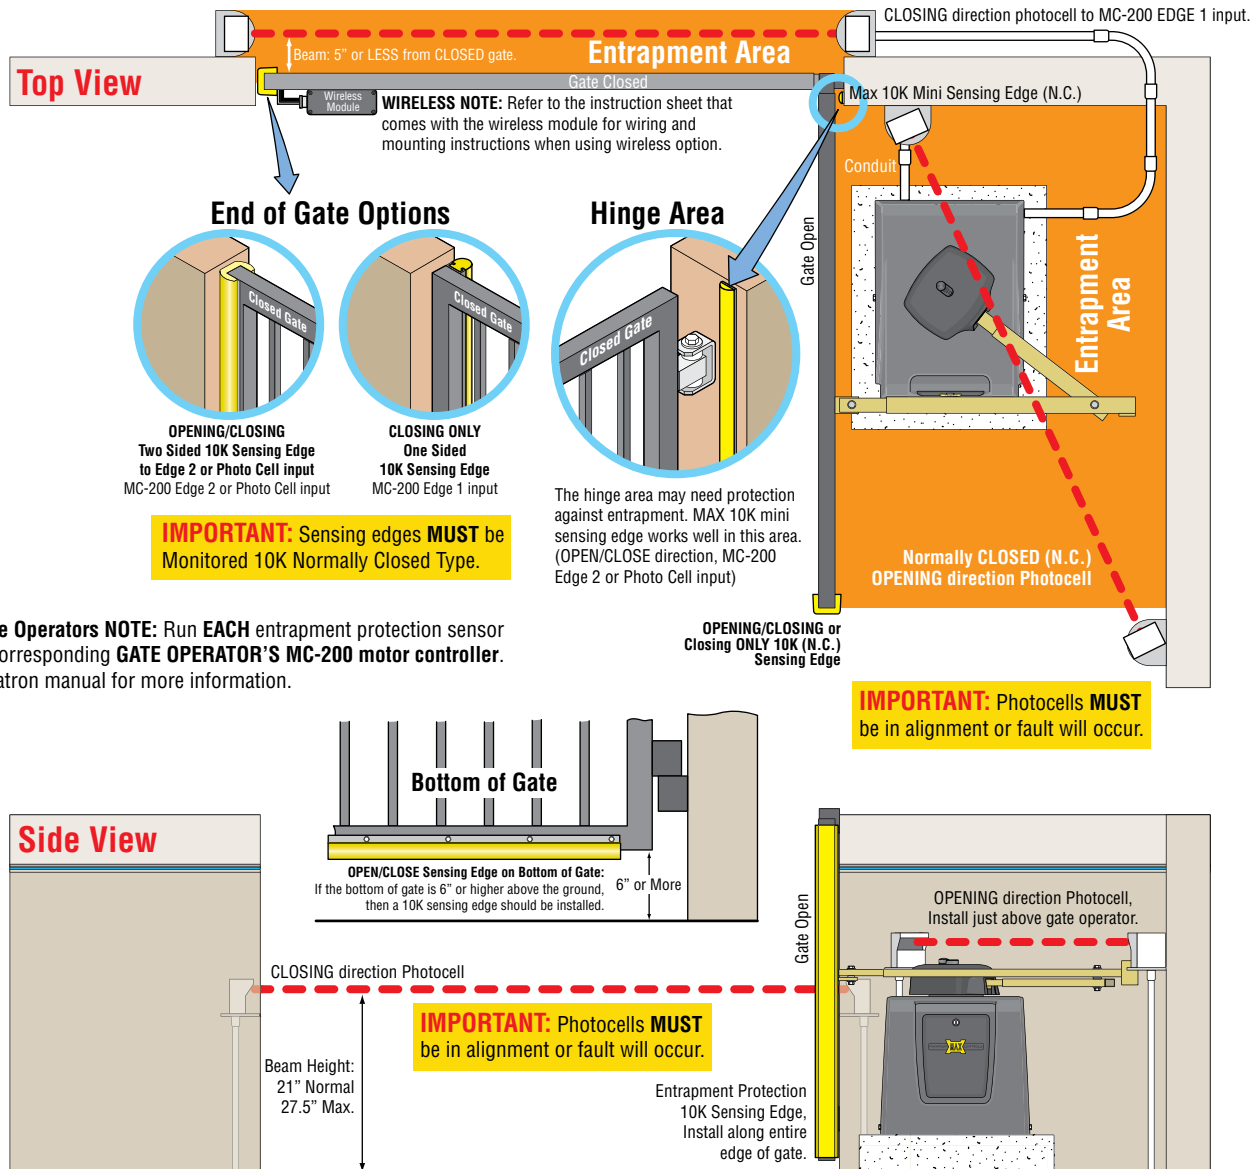 CLOSING direction photocell to MC-200 EDGE 1 input.
Beam: 5" or LESS from CLOSED gate.
Entrapment Area
Top View
Gate Closed
Wireless
Module
WIRELESS NOTE: Refer to the instruction sheet that
comes with the wireless module for wiring and
mounting instructions when using wireless option.
Max 10K Mini Sensing Edge (N.C.)
Conduit
Gate Open
Entrapment
Area
End of Gate Options
Hinge Area
Closed Gate
Closed Gate
Closed Gate
OPENING/CLOSING
Two Sided 10K Sensing Edge
to Edge 2 or Photo Cell input
MC-200 Edge 2 or Photo Cell input
CLOSING ONLY
One Sided
10K Sensing Edge
MC-200 Edge 1 input
The hinge area may need protection
against entrapment. MAX 10K mini
sensing edge works well in this area.
(OPEN/CLOSE direction, MC-200
Edge 2 or Photo Cell input)
IMPORTANT: Sensing edges MUST be
Monitored 10K Normally Closed Type.
Normally CLOSED (N.C.)
OPENING direction Photocell
OPENING/CLOSING or
Closing ONLY 10K (N.C.)
Sensing Edge
e Operators NOTE: Run EACH entrapment protection sensor
orresponding GATE OPERATOR'S MC-200 motor controller.
atron manual for more information.
IMPORTANT: Photocells MUST
be in alignment or fault will occur.
Bottom of Gate
OPEN/CLOSE Sensing Edge on Bottom of Gate:
If the bottom of gate is 6" or higher above the ground,
then a 10K sensing edge should be installed.
6" or More
Side View
Gate Open
OPENING direction Photocell,
Install just above gate operator.
CLOSING direction Photocell
IMPORTANT: Photocells MUST
be in alignment or fault will occur.
Beam Height:
21" Normal
27.5" Max.
MAX
Entrapment Protection
10K Sensing Edge,
Install along entire
edge of gate.